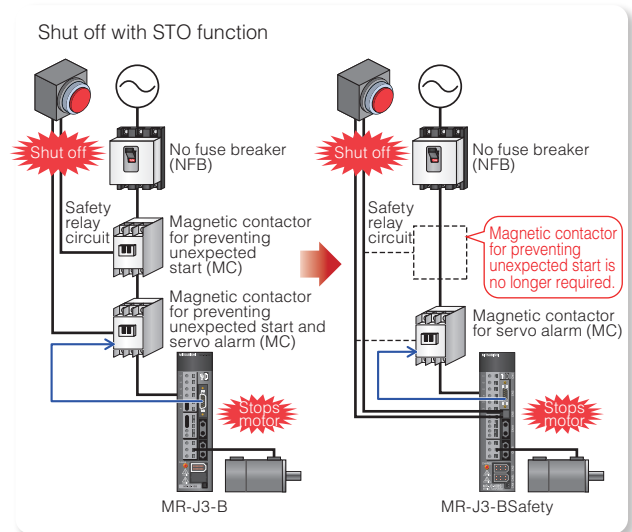 Shut off with STO function
Shut off
No fuse breaker
(NFB)
Safety
relay
circuit
Magnetic contactor
for preventing
unexpected
start (MC)
Magnetic contactor
for preventing
unexpected start and
servo alarm (MC)
Stops
motor
MR-J3-B
Shut off
No fuse breaker
(NFB)
Safety
relay
circuit
Magnetic contactor
for preventing
unexpected start is
no longer required.
Magnetic contactor
for servo alarm (MC)
Stops
motor
MR-J3-BSafety